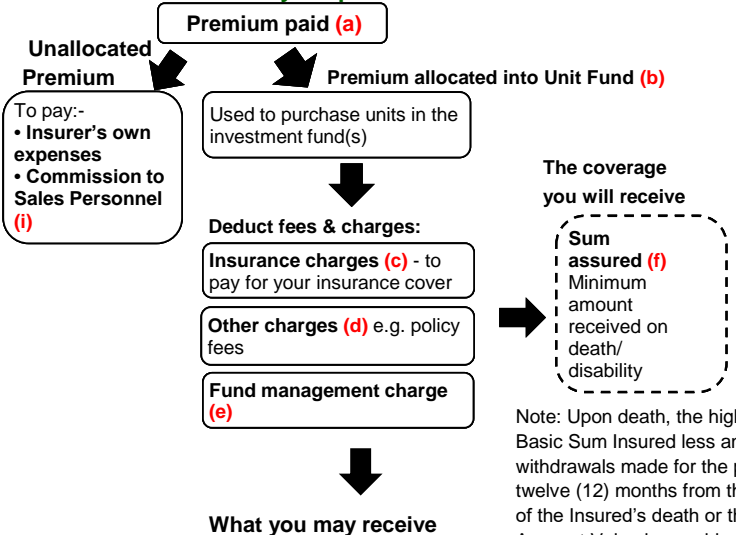 Premium paid (a)
Unallocated
Premium
Premium allocated into Unit Fund (b)
To pay:-
• Insurer's own
expenses
• Commission to
Sales Personnel
(i)
Used to purchase units in the
investment fund(s)
Deduct fees & charges:
Insurance charges (c) - to
pay for your insurance cover
Other charges (d) e.g. policy
fees
Fund management charge
(e)
The coverage
you will receive
Sum
assured (f)
Minimum
amount
received on
death/
disability
Note: Upon death, the
Basic Sum Insured less
withdrawals made for the
twelve (12) months from
of the Insured's death or
What you may receive